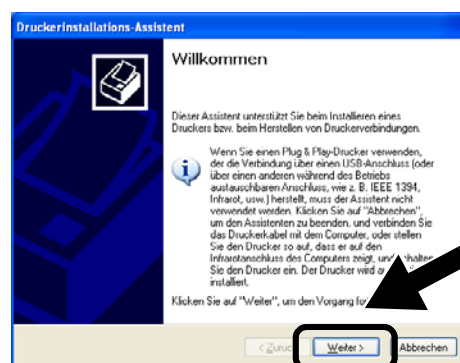 Druckerinstallations-Assistent
Willkommen
Dieser Assistent unterstützt Sie beim Installieren eines
Druckers bzw. beim Herstellen von Druckerverbindungen.
Wenn Sie einen Plug & Play-Drucker verwenden,
der die Verbindung über einen USB-Anschluss (oder
über einen anderen während des Betriebs
austauschbaren Anschluss, wie z. B. IEEE 1394,
Infrarot, usw.) herstellt, muss der Assistent nicht
verwendet werden. Klicken Sie auf "Abbrechen",
um den Assistenten zu beenden, und verbinden Sie
das Druckerkabel mit dem Computer, oder stellen
Sie den Drucker so auf, dass er auf den
Infrarotanschluss des Computers zeigt, und
Sie den Drucker ein. Der Drucker wird
installiert.
Klicken Sie auf "Weiter", um den Vorgang
< Zurück Weiter > Abbrechen